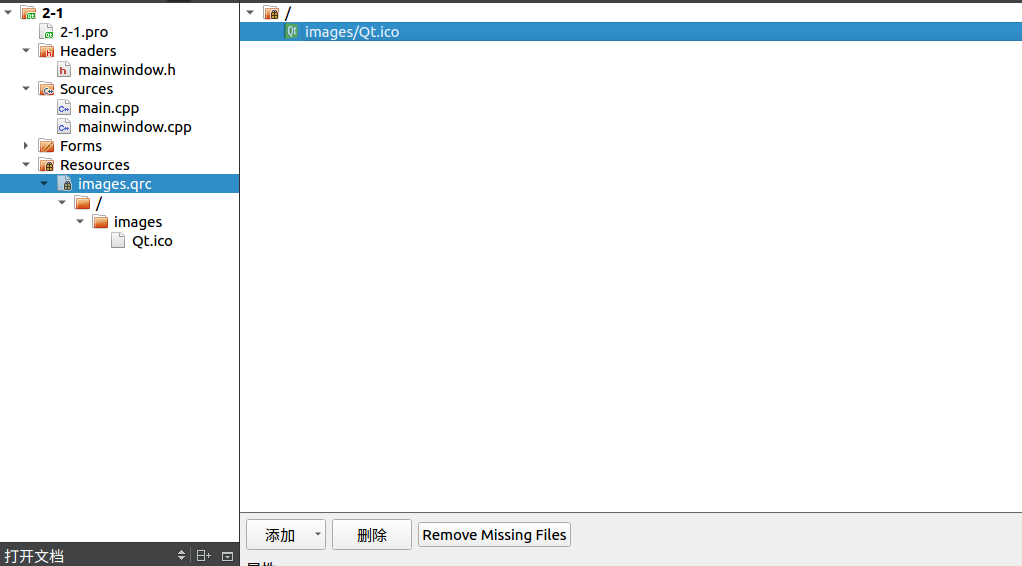 2-1
2-1.pro
Headers
mainwindow.h
Sources
main.cpp
mainwindow.cpp
Forms
Resources
images.qrc
/
images
Qt.ico
打开文档
/
images/Qt.ico
添加
删除
Remove Missing Files